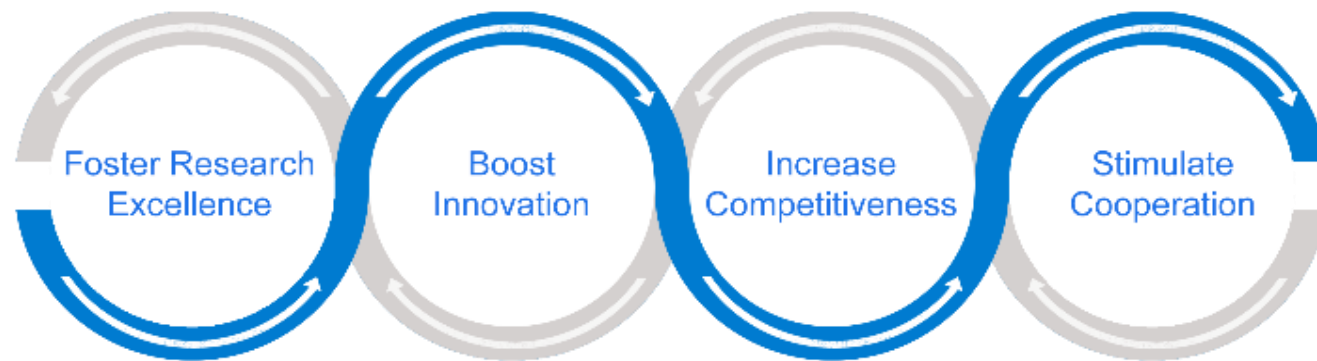 Foster Research
Excellence
Boost
Innovation
Increase
Competitiveness
Stimulate
Cooperation